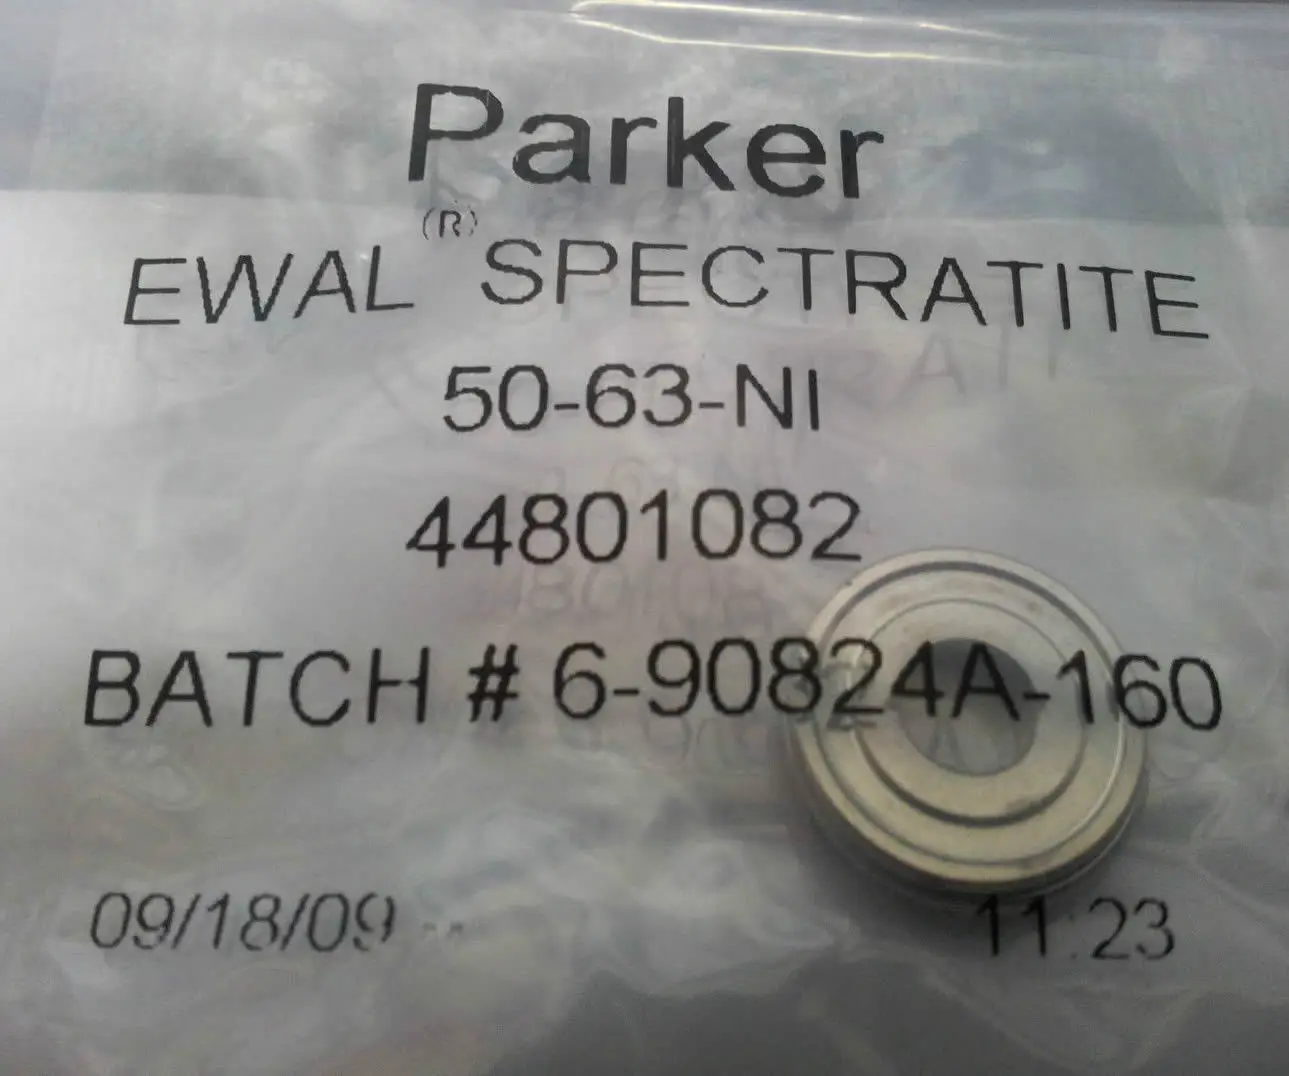 Parker
EWAL (R) SPECTRATITE
50-63-NI
44801082
BATCH # 6-90824A-160
09/18/09 11:23